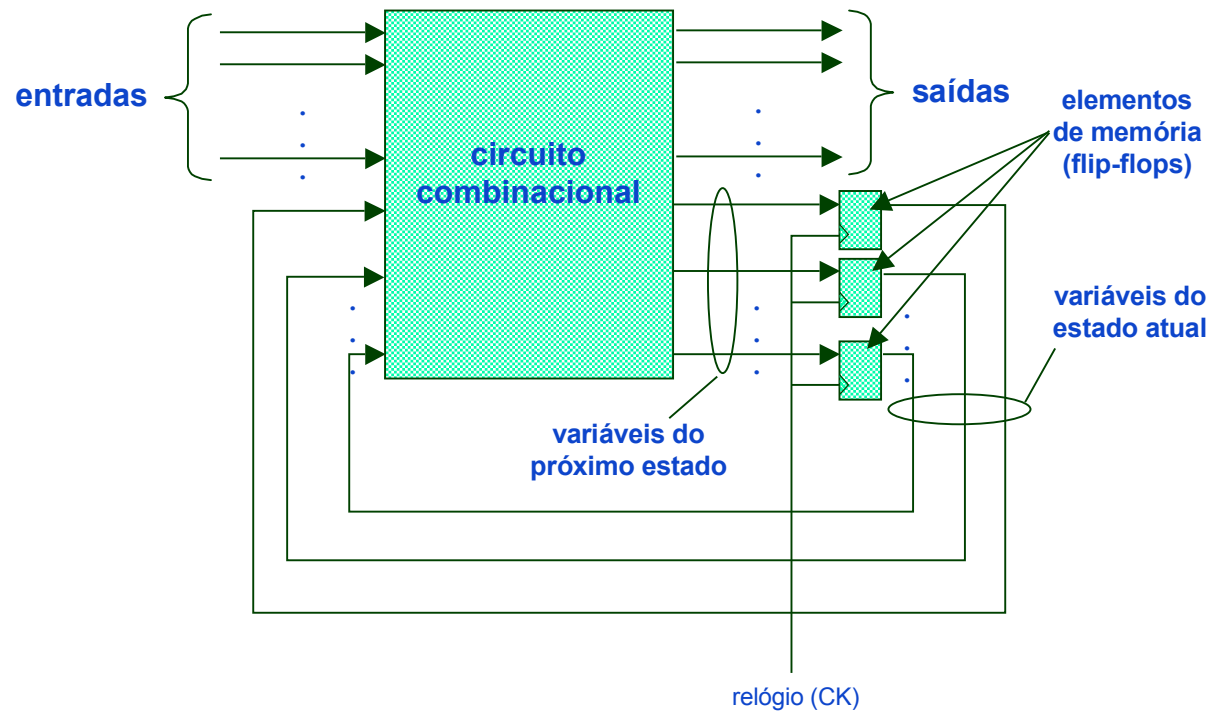 entradas
circuito
combinacional
saídas
elementos
de memória
(flip-flops)
variáveis do
estado atual
variáveis do
próximo estado
relógio (CK)